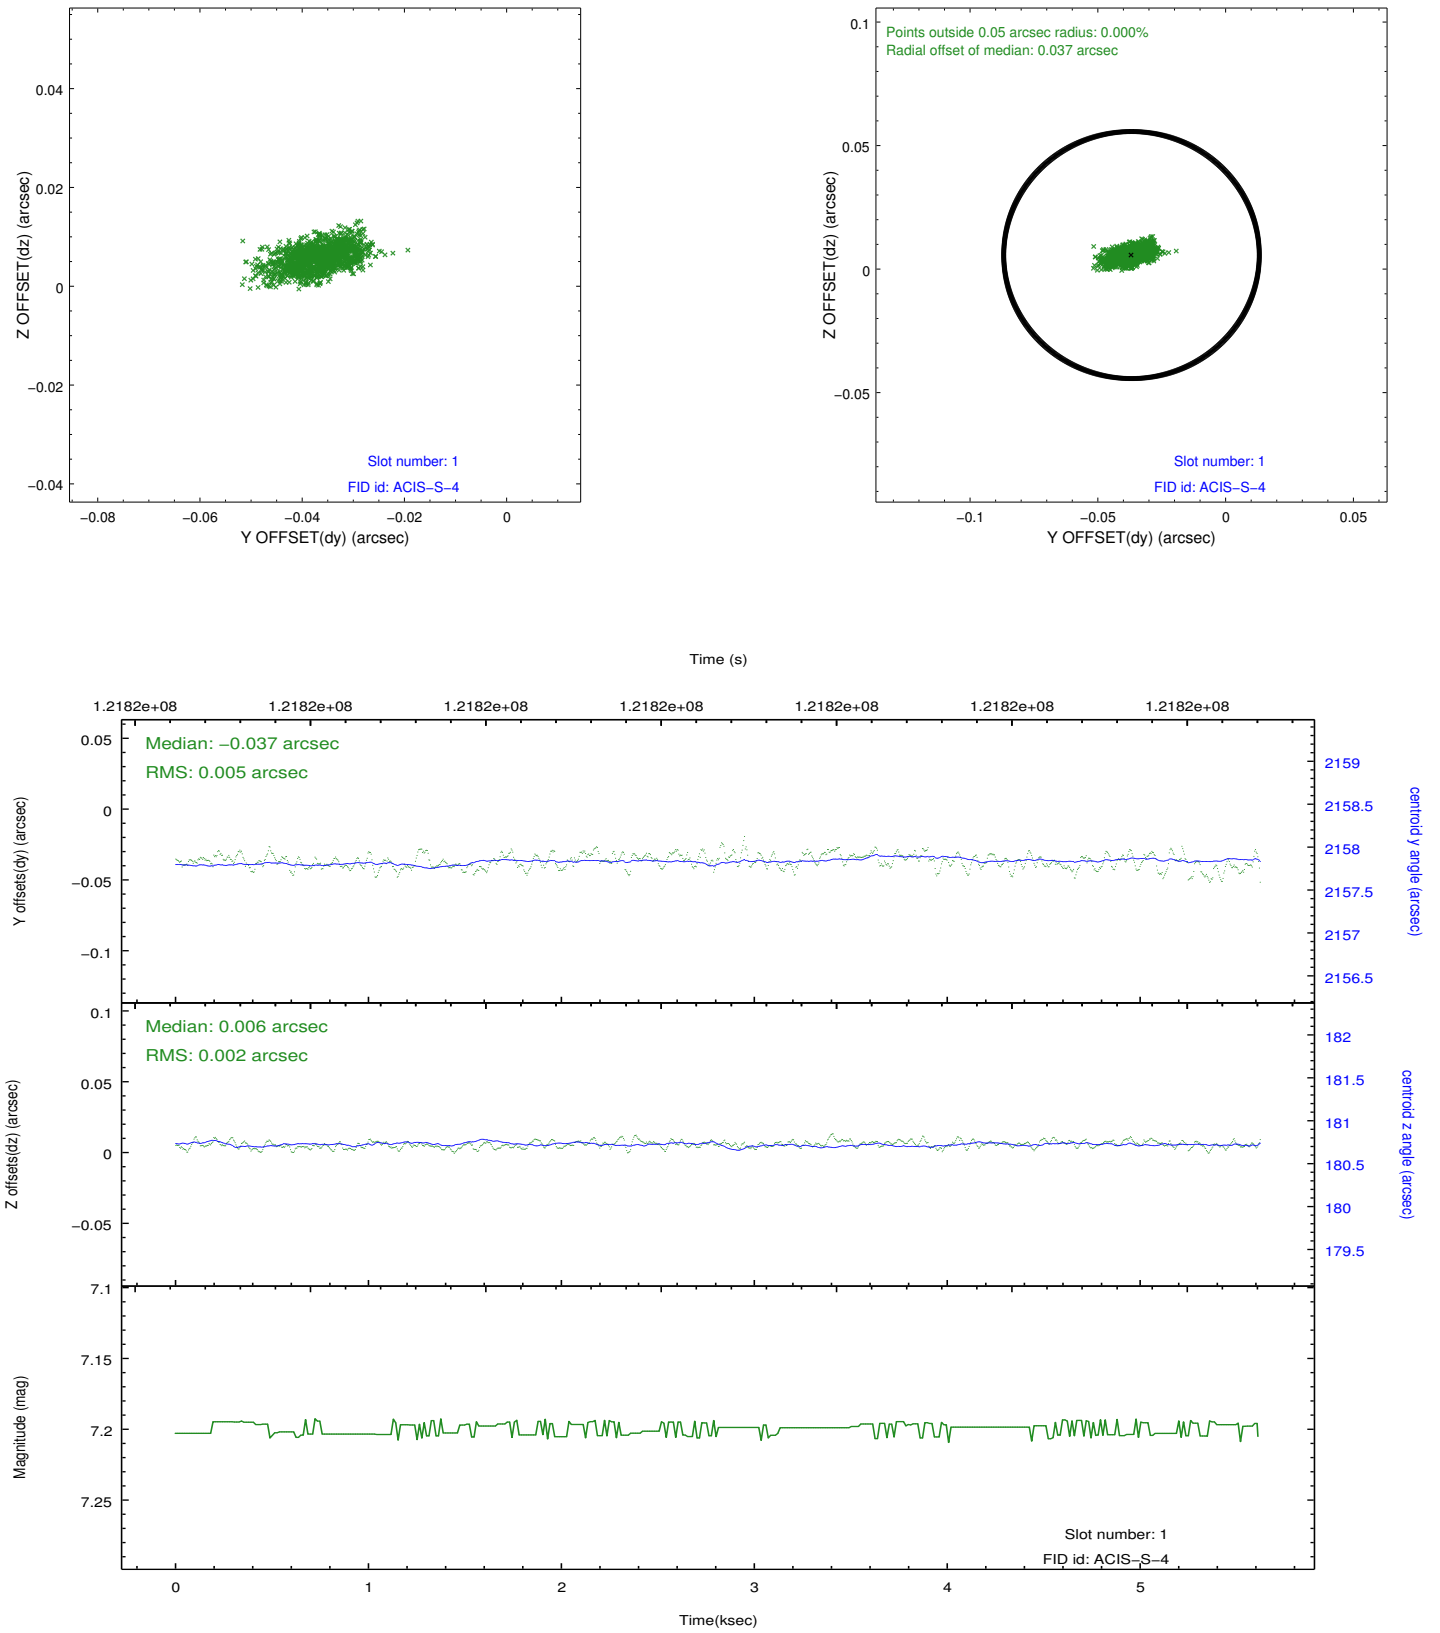 0.04
0.02
0
−0.02
−0.04
Z OFFSET(dz) (arcsec)
Slot number: 1
FID id: ACIS−S−4
−0.08
−0.06
−0.04
−0.02
0
Y OFFSET(dy) (arcsec)
Points outside 0.05 arcsec radius: 0.000%
Radial offset of median: 0.037 arcsec
0.1
0.05
0
−0.05
Z OFFSET(dz) (arcsec)
Slot number: 1
FID id: ACIS−S−4
−0.1
−0.05
0
0.05
Y OFFSET(dy) (arcsec)
Time (s)
1.2182e+08 1.2182e+08 1.2182e+08 1.2182e+08 1.2182e+08 1.2182e+08 1.2182e+08
Median: −0.037 arcsec
RMS: 0.005 arcsec
0.05
0
−0.05
−0.1
Y offsets(dy) (arcsec)
2159
2158.5
2158
2157.5
2157
2156.5
centroid y angle (arcsec)
Median: 0.006 arcsec
RMS: 0.002 arcsec
0.1
0.05
0
−0.05
Z offsets(dz) (arcsec)
182
181.5
181
180.5
180
179.5
centroid z angle (arcsec)
7.1
7.15
7.2
7.25
Magnitude (mag)
Slot number: 1
FID id: ACIS−S−4
0 1 2 3 4 5
Time(ksec)